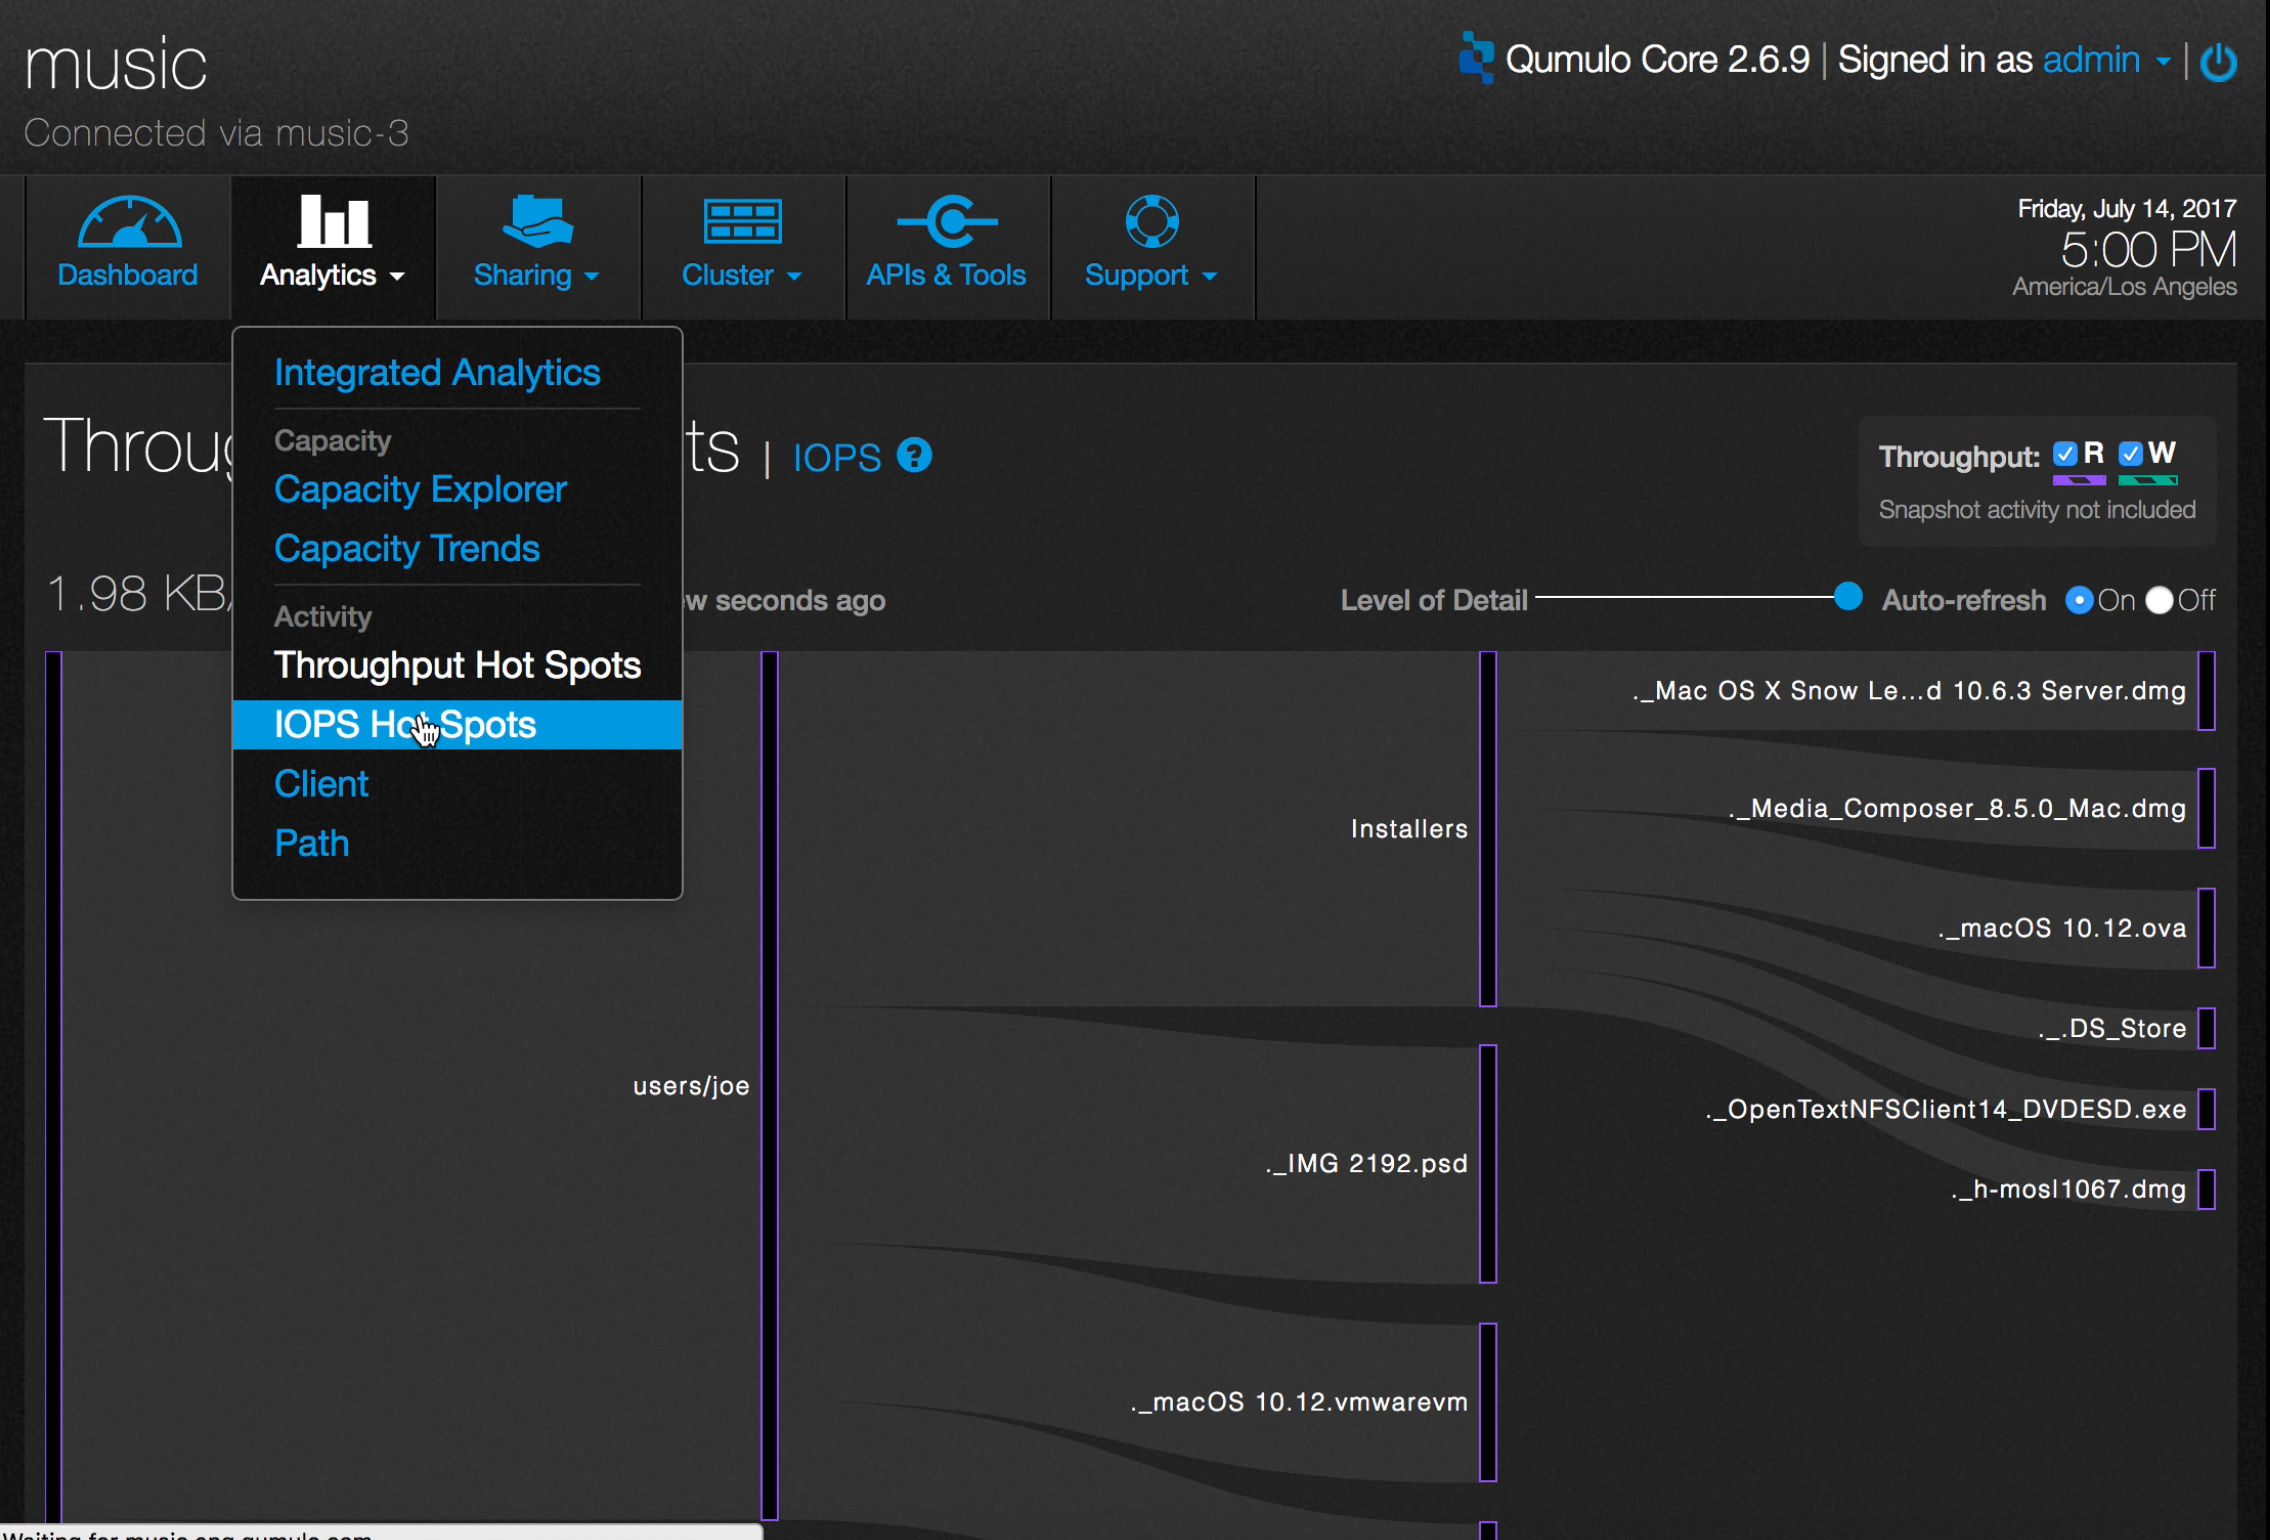 music
Connected via music-3
Qumulo Core 2.6.9 | Signed in as admin
Dashboard
Analytics
Sharing
Cluster
APIs & Tools
Support
Friday, July 14, 2017
5:00 PM
America/Los Angeles
Integrated Analytics
Capacity
Capacity Explorer
Capacity Trends
Activity
Throughput Hot Spots
IOPS Hot Spots
Client
Path
Throug
ts | IOPS ?
Throughput: R W
Snapshot activity not included
1.98 KB/
w seconds ago
Level of Detail
Auto-refresh On Off
users/joe
Installers
._IMG 2192.psd
._macOS 10.12.vmwarevm
._Mac OS X Snow Le...d 10.6.3 Server.dmg
._Media_Composer_8.5.0_Mac.dmg
._macOS 10.12.ova
._.DS_Store
._OpenTextNFSClient14_DVDESD.exe
._h-mosl1067.dmg